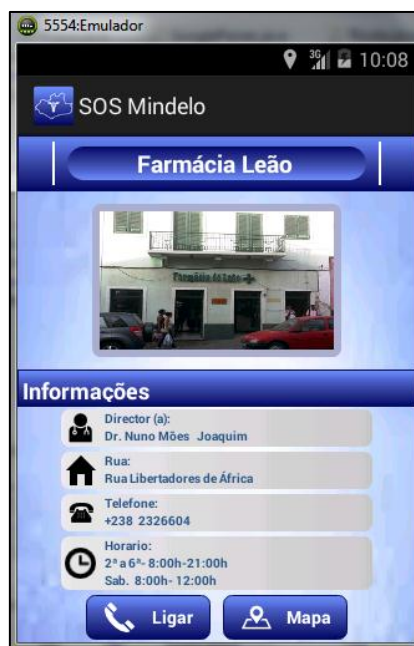 5554:Emulador
3G 10:08
SOS Mindelo
Farmácia Leão
Farmácia do Leão
Informações
Director (a):
Dr. Nuno Mões Joaquim
Rua:
Rua Libertadores de África
Telefone:
+238 2326604
Horario:
2ª a 6ª- 8:00h-21:00h
Sab. 8:00h- 12:00h
Ligar
Mapa